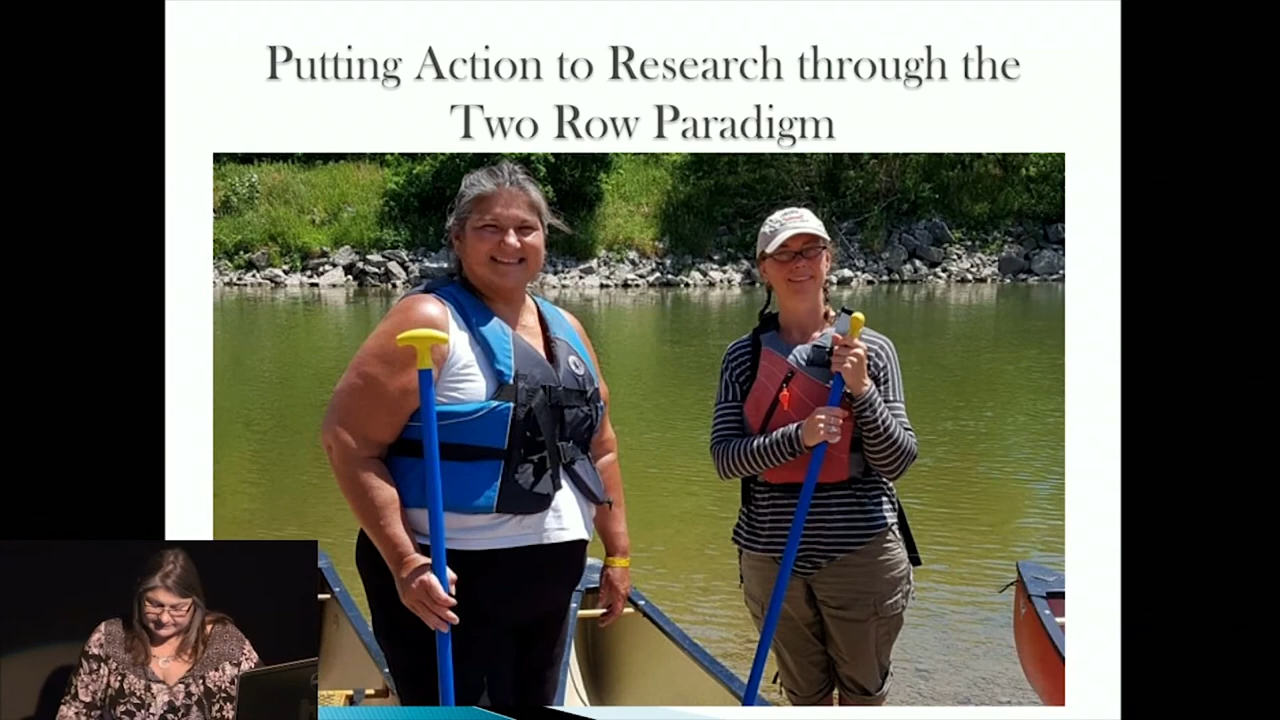 Putting Action to Research through the
Two Row Paradigm